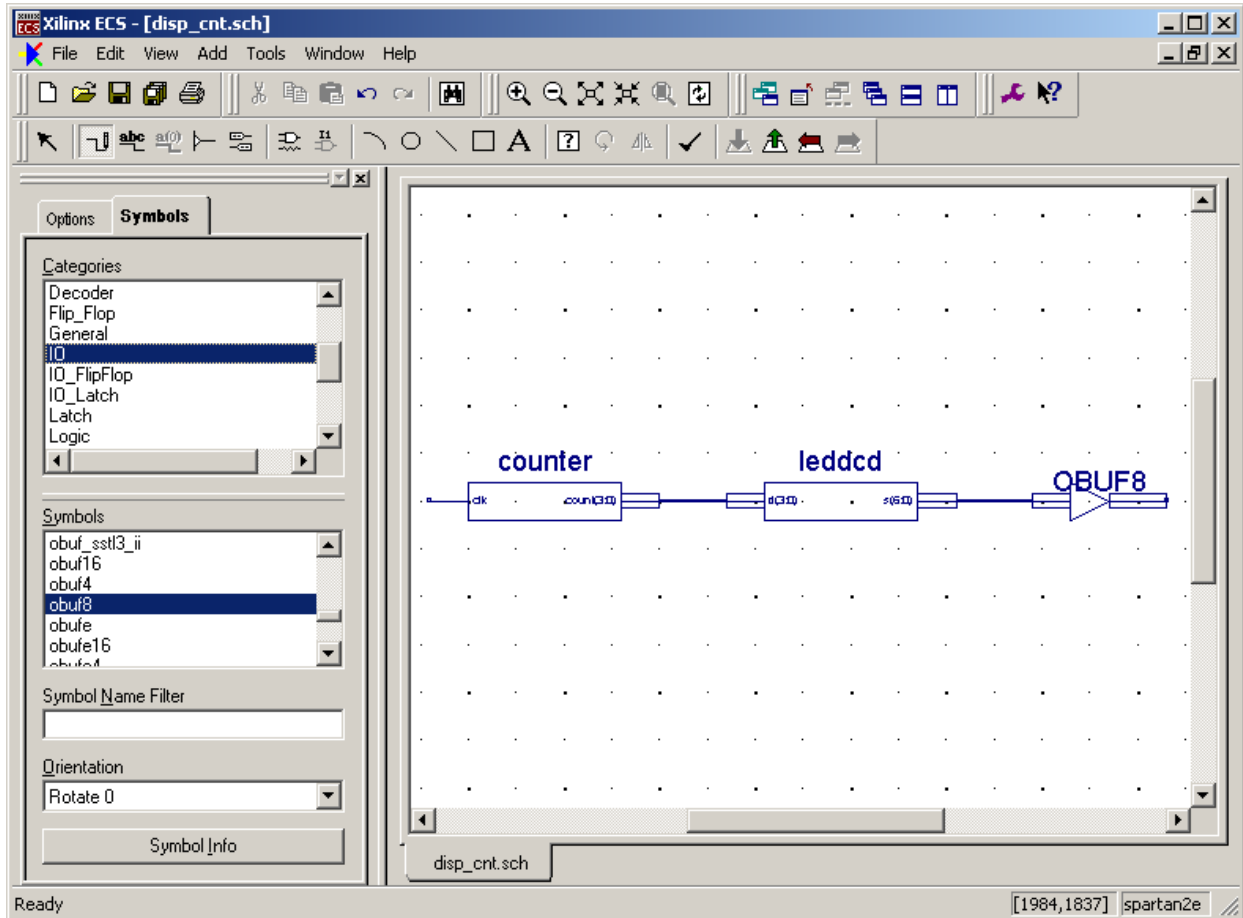 Xilinx ECS - [disp_cnt.sch]
File Edit View Add Tools Window Help
Options Symbols
Categories
Decoder
Flip_Flop
General
IO
IO_FlipFlop
IO_Latch
Latch
Logic
Symbols
obuf_sstl3_ii
obuf16
obuf4
obuf8
obufe
obufe16
obufe4
Symbol Name Filter
Orientation
Rotate 0
Symbol Info
counter leddcd OBUF8
clk count(3:0) d(3:0) s(6:0)
disp_cnt.sch
Ready [1984,1837] spartan2e